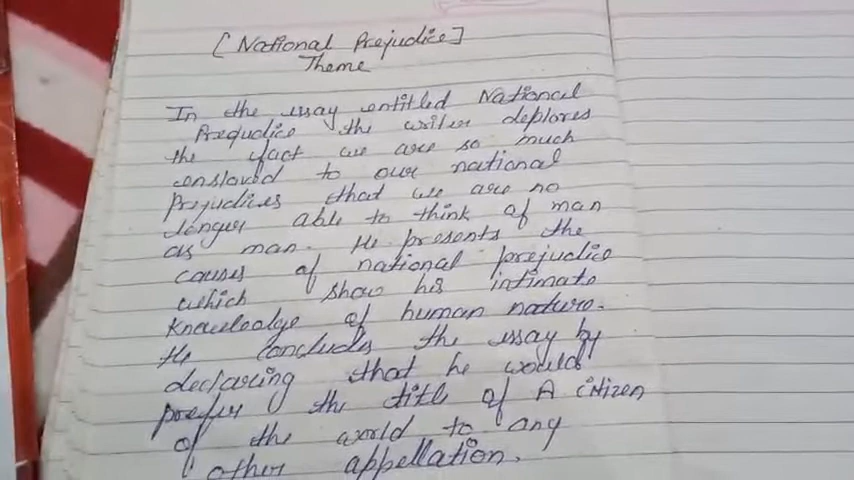 [National Prejudice]
Theme
In the essay entitled National
Prejudice the writer deplores
the fact we are so much
enslaved to our national
Prejudices that we are no
longer able to think of man
as man. He presents the
causes of national prejudice
which show his intimate
knowledge of human nature.
He concludes the essay by
declaring that he would
prefer the title of A citizen
of the world to any
other appellation.